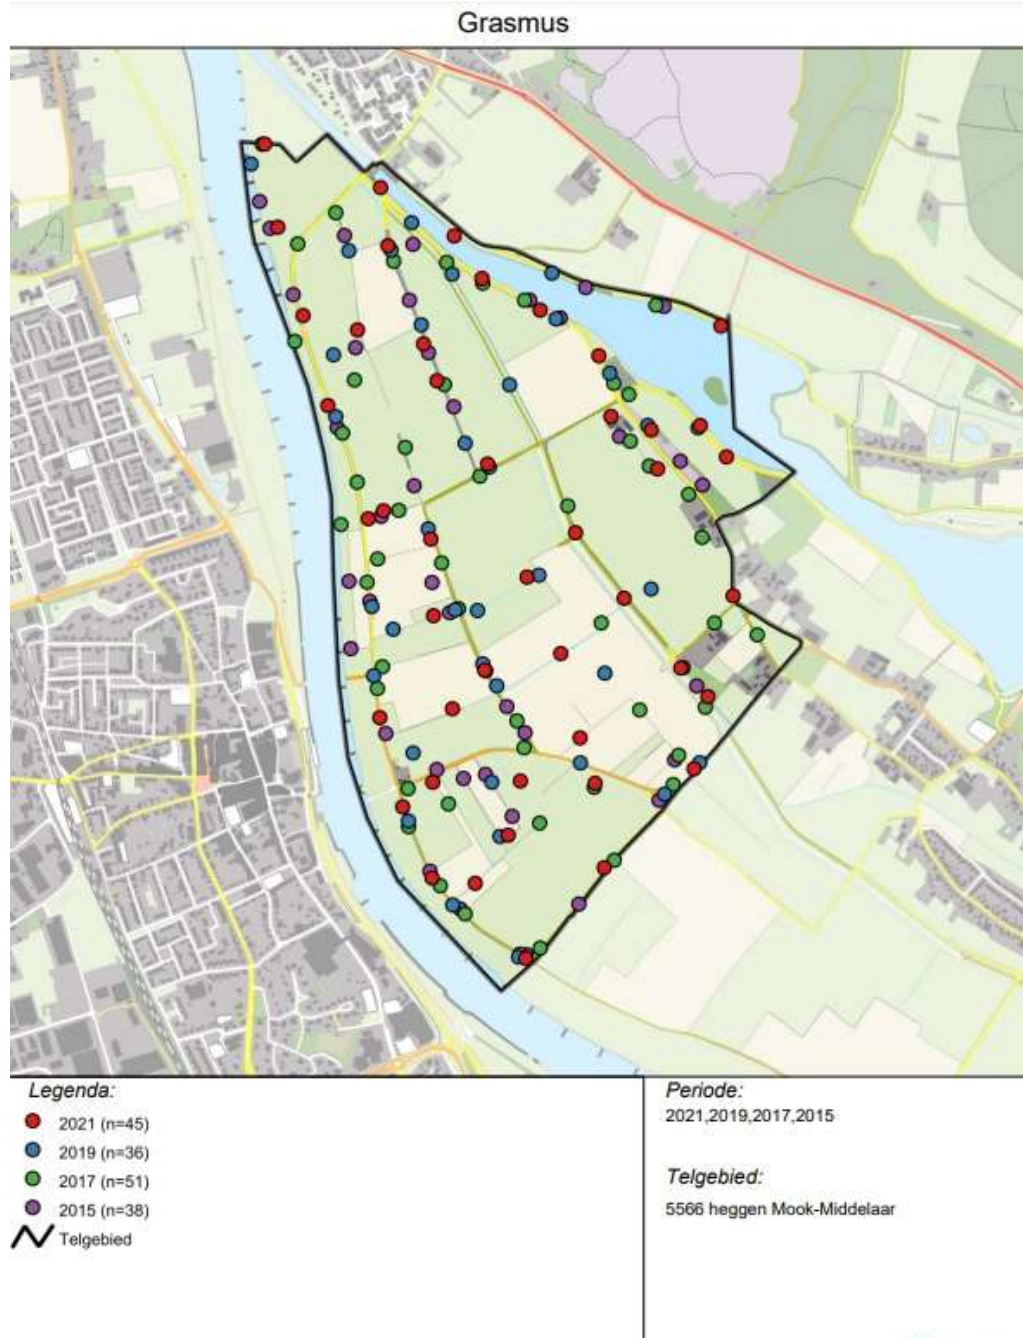 Grasmus
Legenda:
2021 (n=45)
2019 (n=36)
2017 (n=51)
2015 (n=38)
Telgebied
Periode:
2021,2019,2017,2015
Telgebied:
5566 heggen Mook-Middelaar